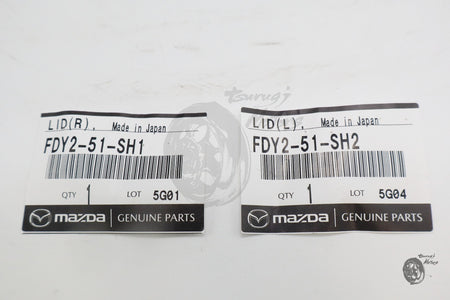 tsurugi
LID(R), Made in Japan
FDY2-51-SH1
QTY 1 LOT 5G01
mazda GENUINE PARTS
LID(L), Made in Japan
FDY2-51-SH2
QTY 1 LOT 5G04
mazda GENUINE PARTS